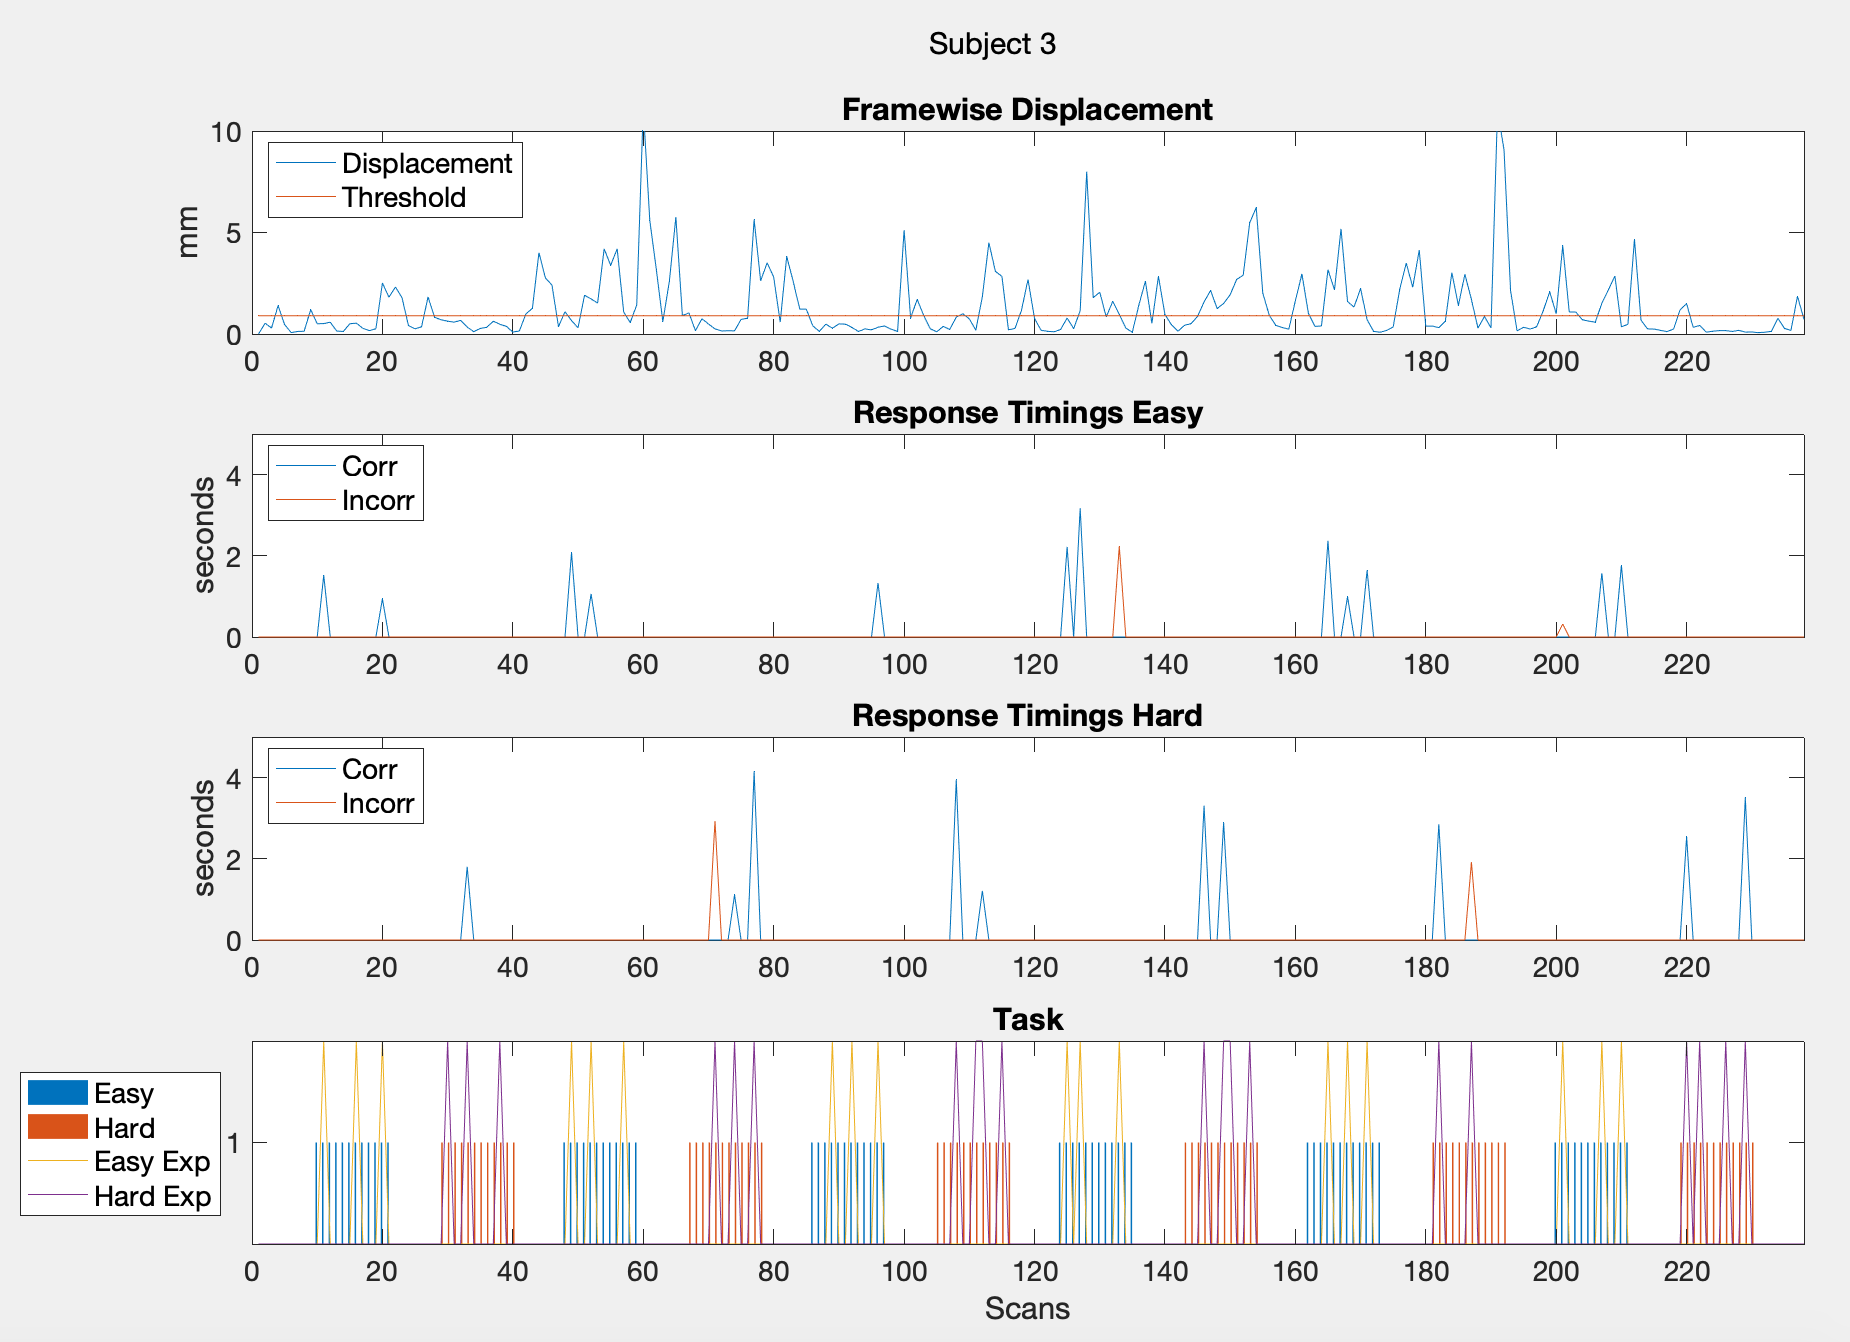 Subject 3
Framewise Displacement
10
5
0
mm
Displacement
Threshold
0 20 40 60 80 100 120 140 160 180 200 220
Response Timings Easy
4
2
0
seconds
Corr
Incorr
0 20 40 60 80 100 120 140 160 180 200 220
Response Timings Hard
4
2
0
seconds
Corr
Incorr
0 20 40 60 80 100 120 140 160 180 200 220
Task
1
Easy
Hard
Easy Exp
Hard Exp
0 20 40 60 80 100 120 140 160 180 200 220
Scans